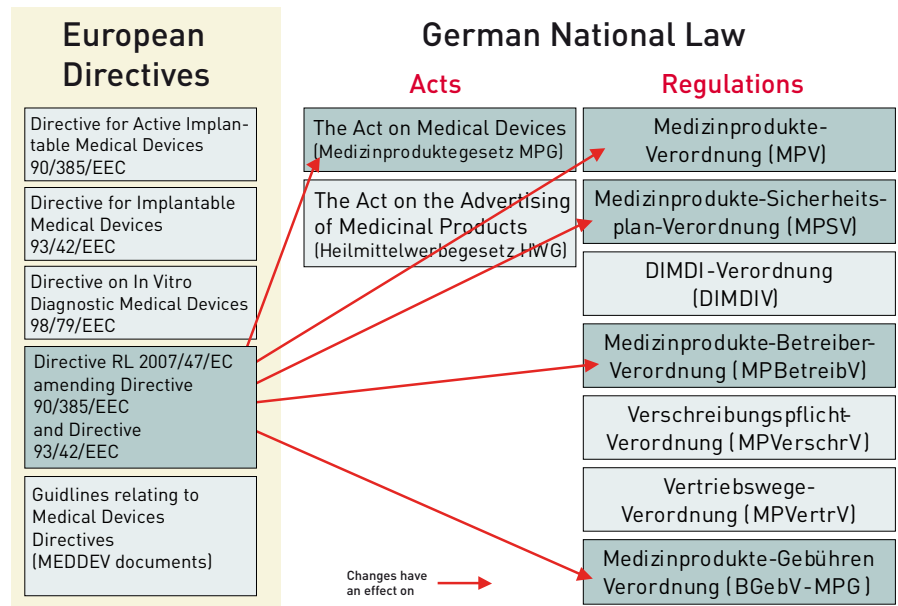 European
Directives
German National Law
Acts
Regulations
Directive for Active Implan-
table Medical Devices
90/385/EEC
Directive for Implantable
Medical Devices
93/42/EEC
Directive on In Vitro
Diagnostic Medical Devices
98/79/EEC
Directive RL 2007/47/EC
amending Directive
90/385/EEC
and Directive
93/42/EEC
Guidlines relating to
Medical Devices
Directives
(MEDDEV documents)
The Act on Medical Devices
(Medizinproduktegesetz MPG)
The Act on the Advertising
of Medicinal Products
(Heilmittelwerbegesetz HWG)
Medizinprodukte-
Verordnung (MPV)
Medizinprodukte-Sicherheits-
plan-Verordnung (MPSV)
DIMDI-Verordnung
(DIMDIV)
Medizinprodukte-Betreiber-
Verordnung (MPBetreibV)
Verschreibungspflicht-
Verordnung (MPVerschrV)
Vertriebswege-
Verordnung (MPVertrV)
Medizinprodukte-Gebühren
Verordnung (BGebV-MPG)
Changes have
an effect on